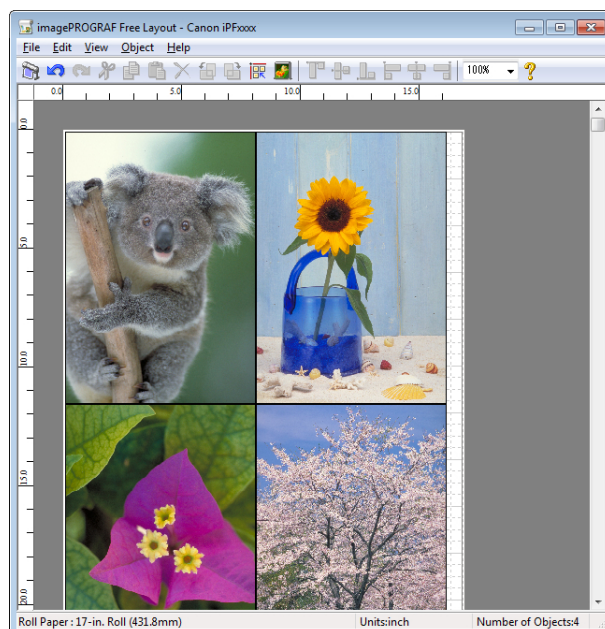 imagePROGRAF Free Layout - Canon iPFxxxx
File Edit View Object Help
100%
0.0 5.0 10.0 15.0
0.0
5.0
10.0
15.0
20.0
Roll Paper : 17-in. Roll (431.8mm) Units:inch Number of Objects:4